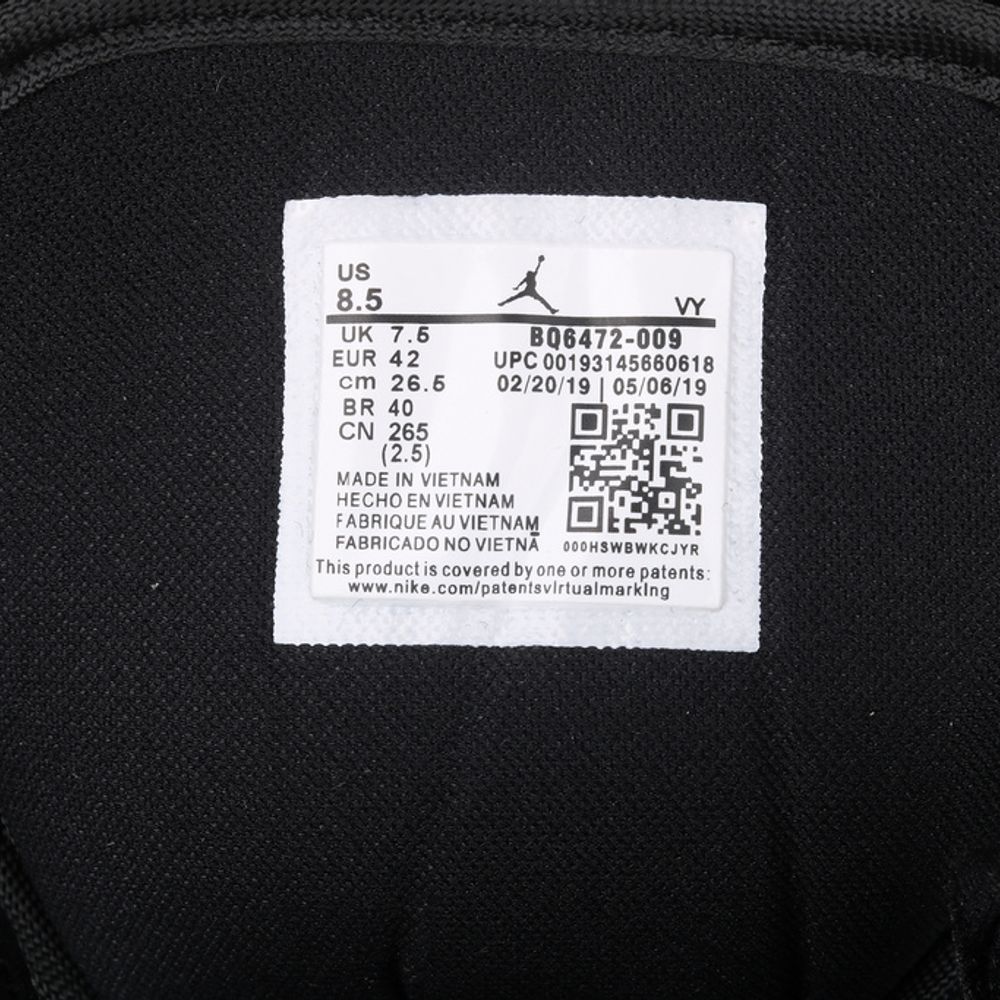 US
8.5
VY
UK 7.5
EUR 42
cm 26.5
BR 40
CN 265
(2.5)
BQ6472-009
UPC 00193145660618
02/20/19 | 05/06/19
000HSWBWKCJYR
MADE IN VIETNAM
HECHO EN VIETNAM
FABRIQUE AU VIETNAM
FABRICADO NO VIETNÃ
This product is covered by one or more patents:
www.nike.com/patentsvirtualmarking